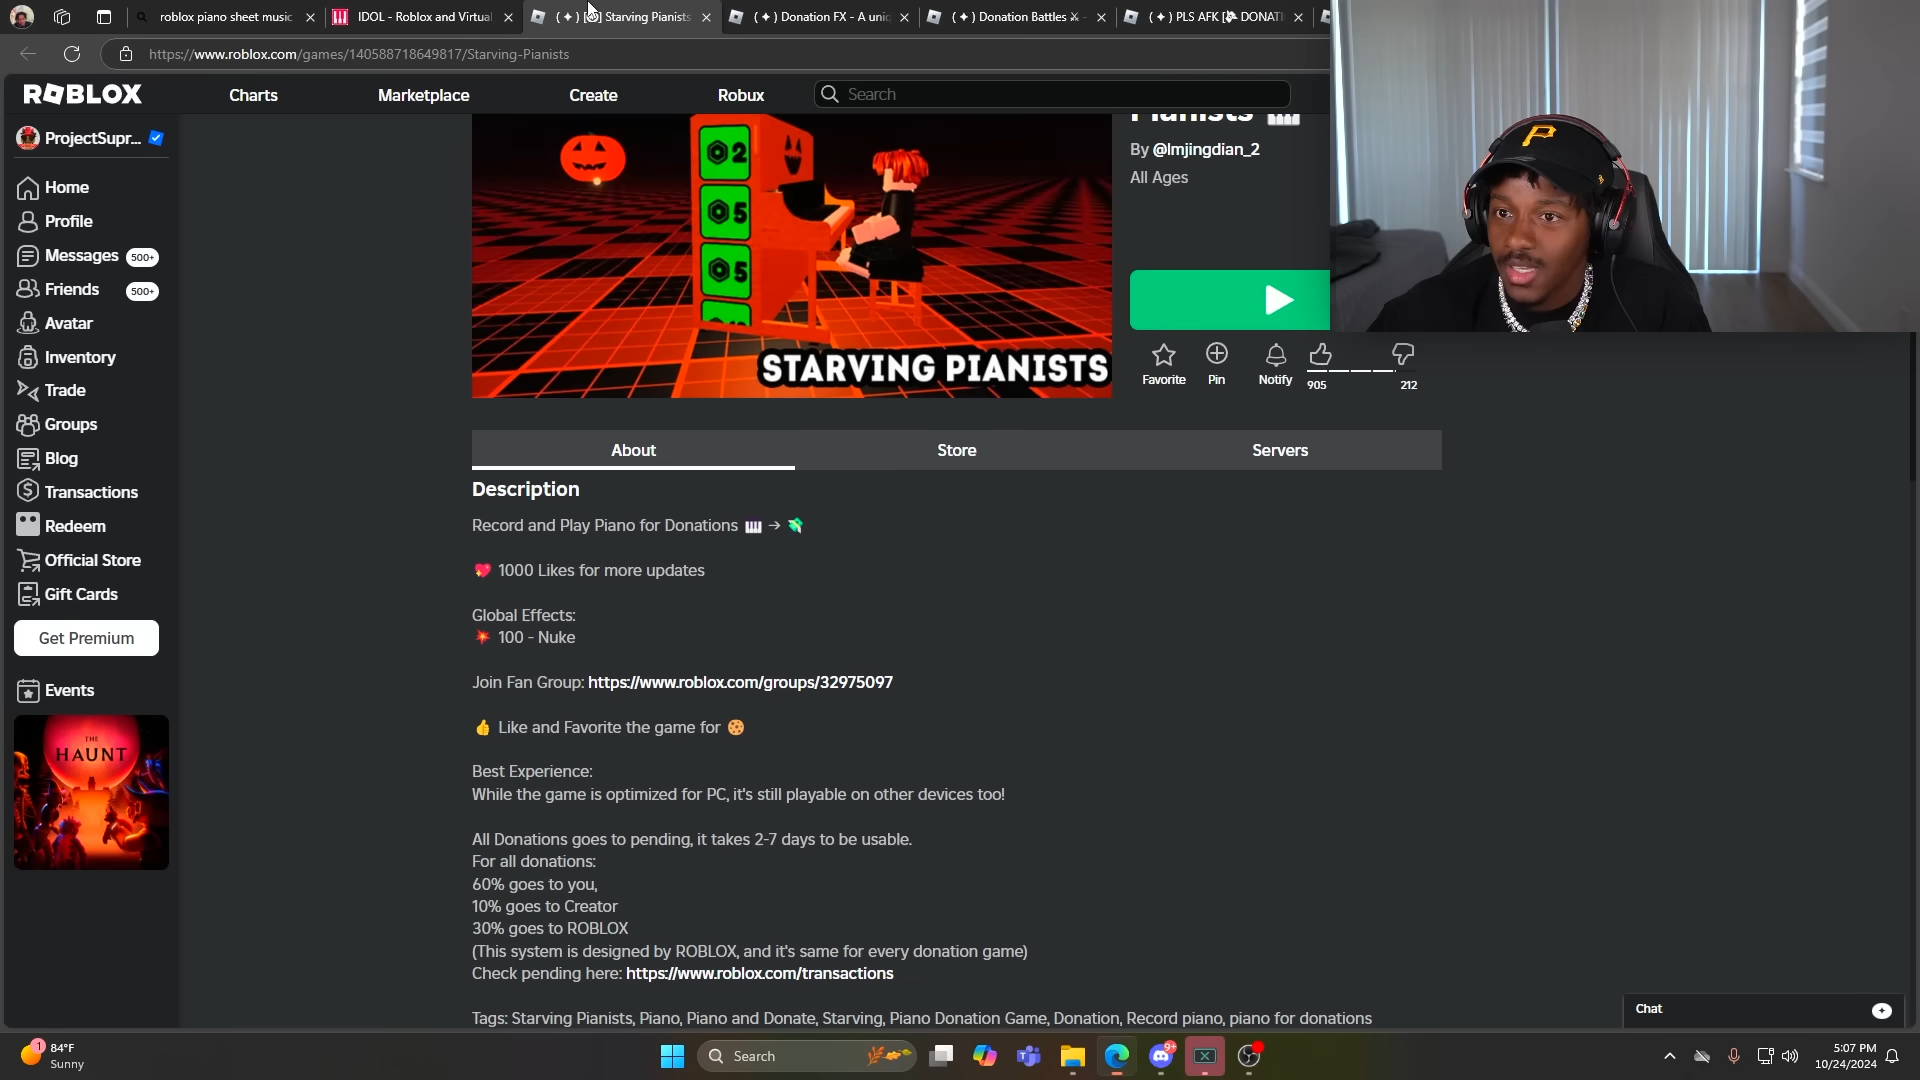 roblox piano sheet music
IDOL - Roblox and Virtual
( ✦ ) [🎃] Starving Pianists
( ✦ ) Donation FX - A uniq
( ✦ ) Donation Battles ⚔ -
( ✦ ) PLS AFK [ DONATI
https://www.roblox.com/games/140588718649817/Starving-Pianists
ROBLOX
Charts
Marketplace
Create
Robux
Search
ProjectSupr...
Home
Profile
Messages 500+
Friends 500+
Avatar
Inventory
Trade
Groups
Blog
Transactions
Redeem
Official Store
Gift Cards
Get Premium
Events
THE
HAUNT
2
5
5
STARVING PIANISTS
Pianists 🎹
By @lmjingdian_2
All Ages
P
Favorite
Pin
Notify
905
212
About
Store
Servers
Description
Record and Play Piano for Donations 🎹 → 💸
💖 1000 Likes for more updates
Global Effects:
💥 100 - Nuke
Join Fan Group: https://www.roblox.com/groups/32975097
👍 Like and Favorite the game for 🍪
Best Experience:
While the game is optimized for PC, it's still playable on other devices too!
All Donations goes to pending, it takes 2-7 days to be usable.
For all donations:
60% goes to you,
10% goes to Creator
30% goes to ROBLOX
(This system is designed by ROBLOX, and it's same for every donation game)
Check pending here: https://www.roblox.com/transactions
Tags: Starving Pianists, Piano, Piano and Donate, Starving, Piano Donation Game, Donation, Record piano, piano for donations
Chat
1
84°F
Sunny
Search
9+
5:07 PM
10/24/2024